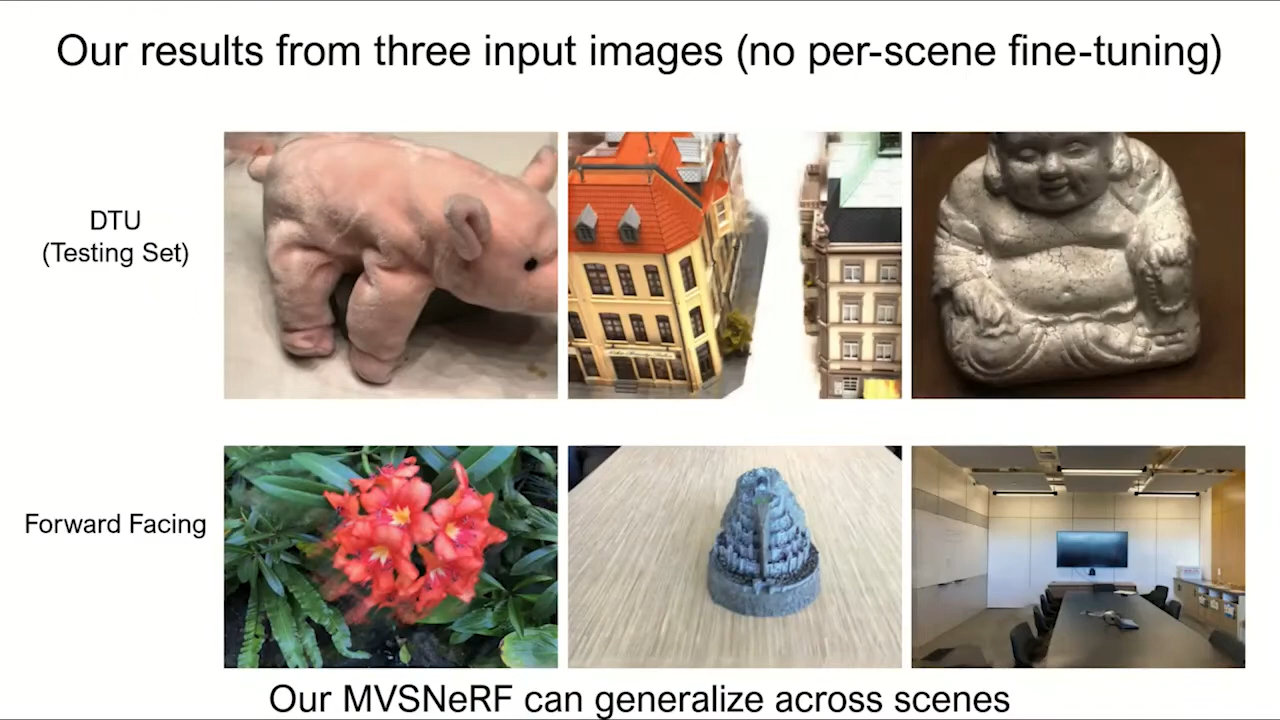 Our results from three input images (no per-scene fine-tuning)
DTU
(Testing Set)
Forward Facing
Our MVSNeRF can generalize across scenes